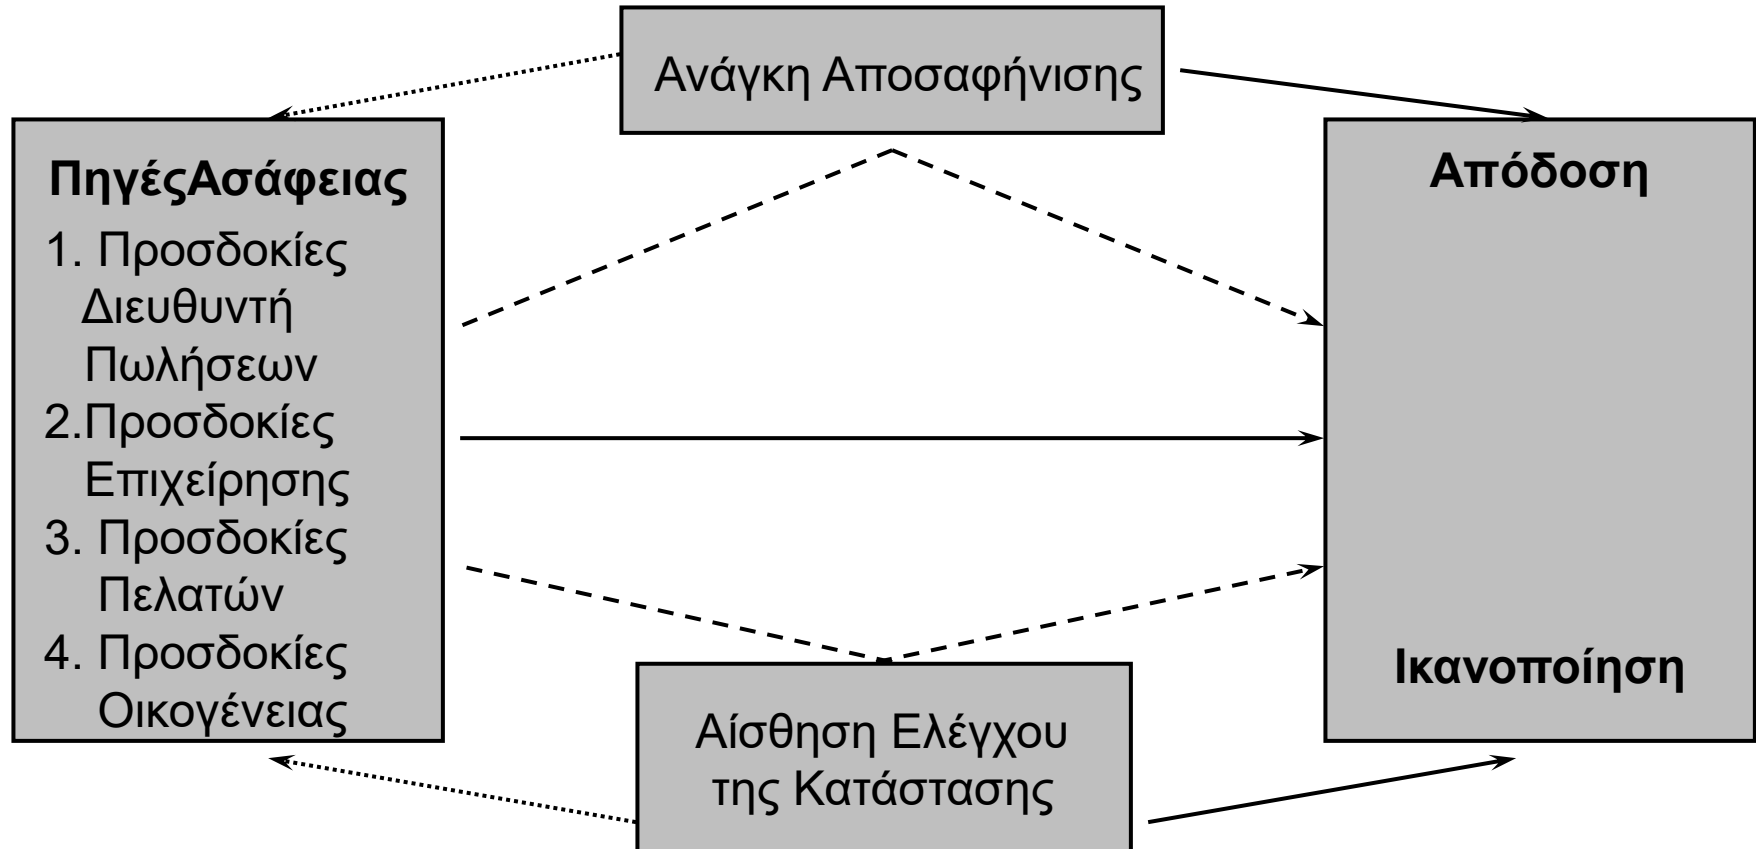 Ανάγκη Αποσαφήνισης
ΠηγέςΑσάφειας
1. Προσδοκίες
Διευθυντή
Πωλήσεων
2.Προσδοκίες
Επιχείρησης
3. Προσδοκίες
Πελατών
4. Προσδοκίες
Οικογένειας
Απόδοση
Ικανοποίηση
Αίσθηση Ελέγχου
της Κατάστασης